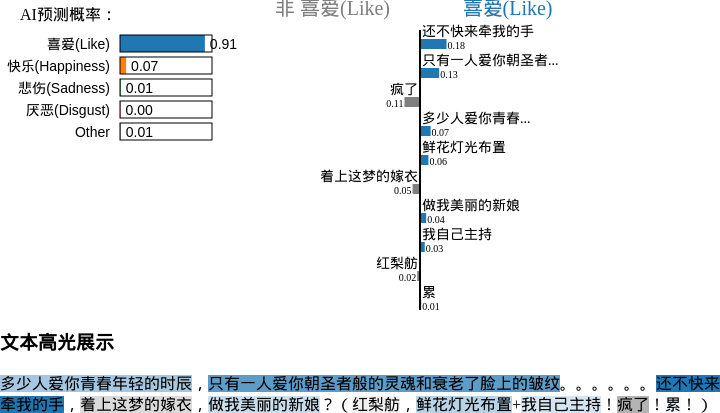 AI预测概率：
喜爱(Like) 0.91
快乐(Happiness) 0.07
悲伤(Sadness) 0.01
厌恶(Disgust) 0.00
Other 0.01
非 喜爱(Like) 喜爱(Like)
还不快来牵我的手
0.18
只有一人爱你朝圣者...
0.13
疯了
0.11
多少人爱你青春...
0.07
鲜花灯光布置
0.06
着上这梦的嫁衣
0.05
做我美丽的新娘
0.04
我自己主持
0.03
红梨舫
0.02
累
0.01
文本高光展示
多少人爱你青春年轻的时辰，只有一人爱你朝圣者般的灵魂和衰老了脸上的皱纹。。。。。。还不快来
牵我的手，着上这梦的嫁衣，做我美丽的新娘？（红梨舫，鲜花灯光布置+我自己主持！疯了！累！）